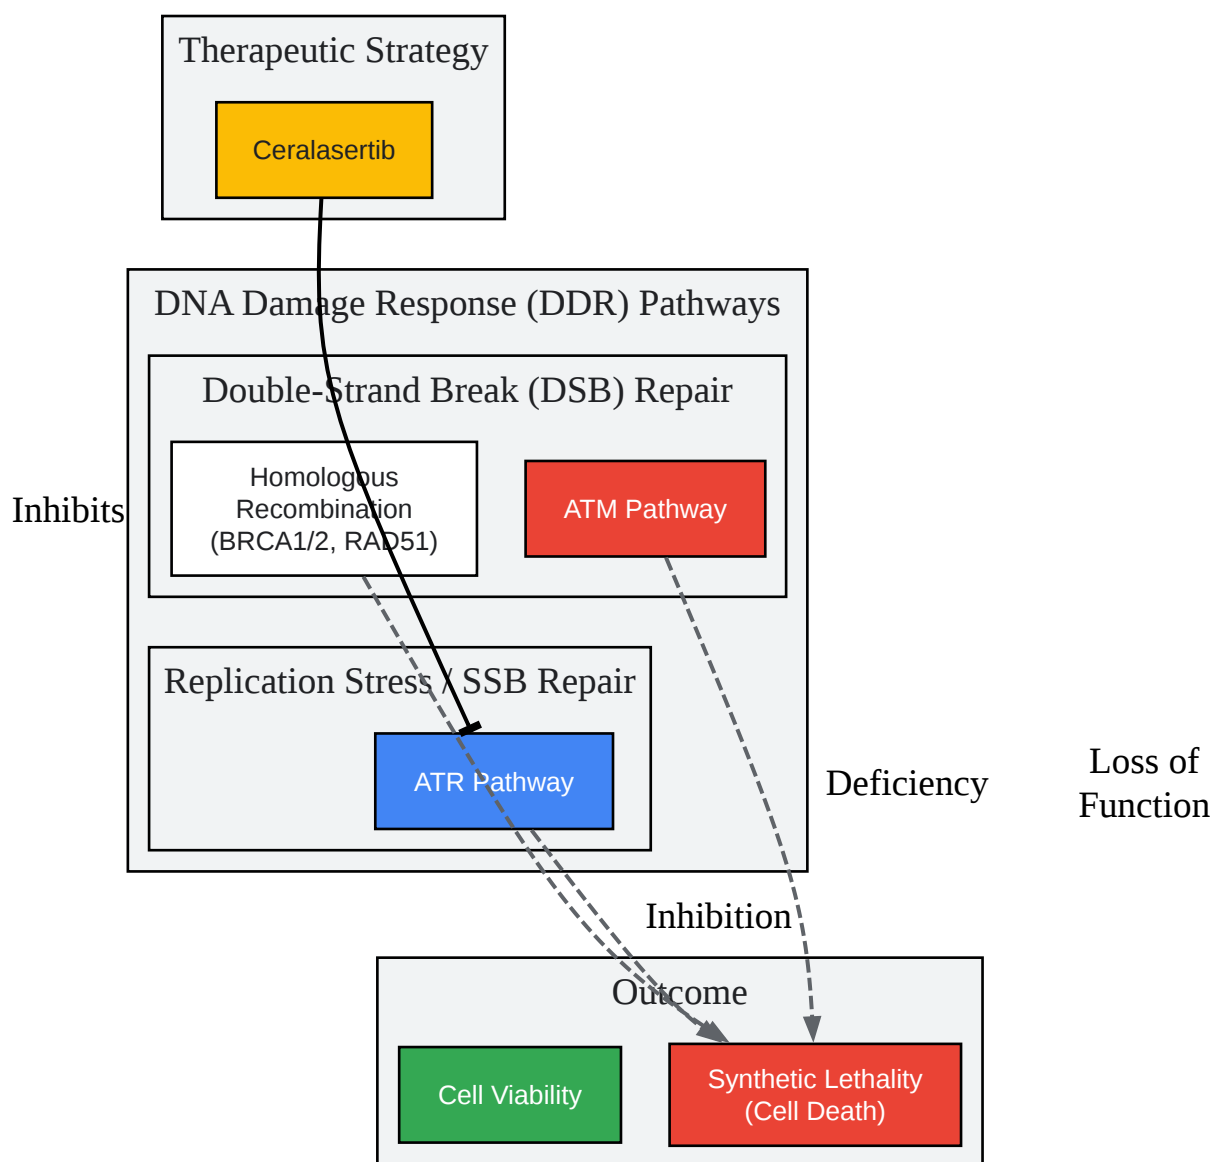 Therapeutic Strategy
Ceralasertib
DNA Damage Response (DDR) Pathways
Double-Strand Break (DSB) Repair
Homologous
Recombination
(BRCA1/2, RAD51)
ATM Pathway
Inhibits
Replication Stress / SSB Repair
ATR Pathway
Deficiency
Loss of
Function
Inhibition
Outcome
Cell Viability
Synthetic Lethality
(Cell Death)